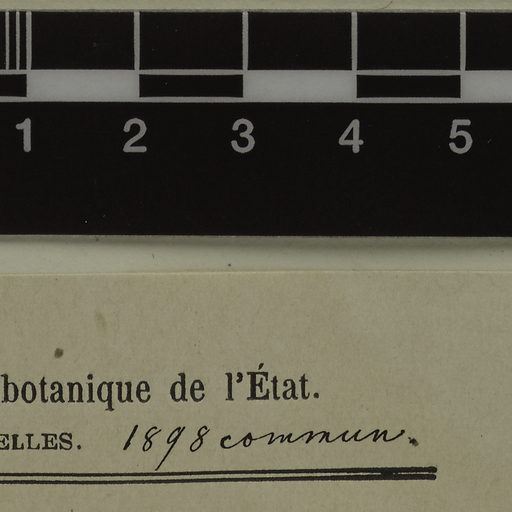 1 2 3 4 5
botanique de l'État.
ELLES. 1898 commun.